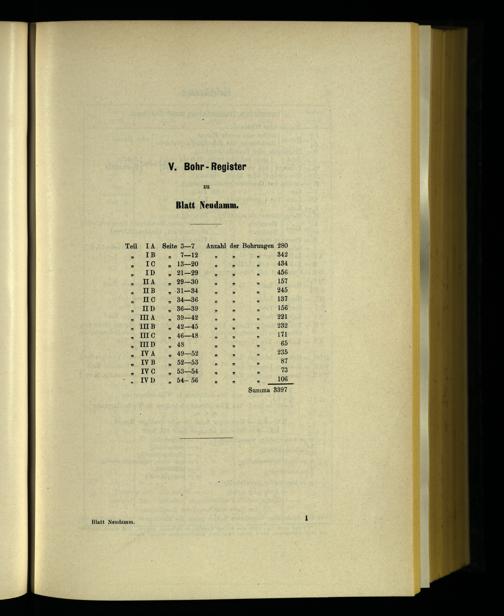 V. Bohr-Register
zu
Blatt Neudamm.
Teil I A Seite 3—7 Anzahl der Bohrungen 280
„ I B „ 7—12 „ „ „ 342
„ I C „ 13—20 „ „ „ 434
„ I D „ 21—29 „ „ „ 456
„ II A „ 29—30 „ „ „ 157
„ II B „ 31—34 „ „ „ 245
„ II C „ 34—36 „ „ „ 137
„ II D „ 36—39 „ „ „ 156
„ III A „ 39—42 „ „ „ 221
„ III B „ 42—45 „ „ „ 232
„ III C „ 46—48 „ „ „ 171
„ III D „ 48 „ „ „ 65
„ IV A „ 49—52 „ „ „ 235
„ IV B „ 52—53 „ „ „ 87
„ IV C „ 53—54 „ „ „ 73
„ IV D „ 54—56 „ „ „ 106
Summa 3397
Blatt Neudamm. 1